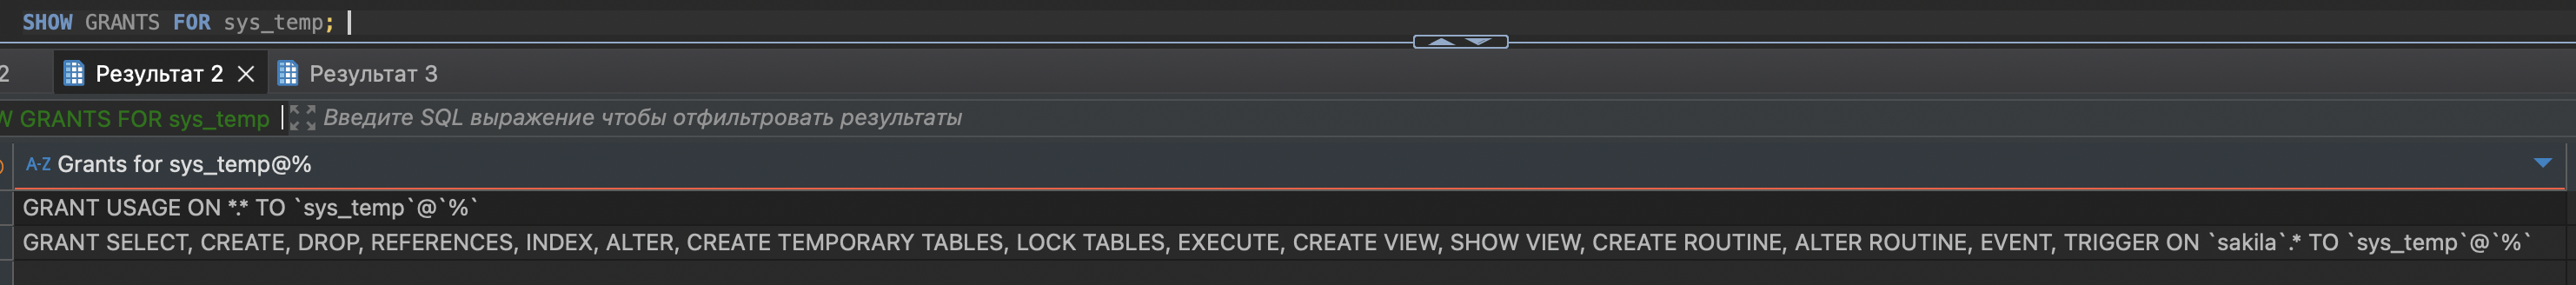 SHOW GRANTS FOR sys_temp;
2 Результат 2 Результат 3
W GRANTS FOR sys_temp Введите SQL выражение чтобы отфильтровать результаты
A-Z Grants for sys_temp@%
GRANT USAGE ON *.* TO `sys_temp`@`%`
GRANT SELECT, CREATE, DROP, REFERENCES, INDEX, ALTER, CREATE TEMPORARY TABLES, LOCK TABLES, EXECUTE, CREATE VIEW, SHOW VIEW, CREATE ROUTINE, ALTER ROUTINE, EVENT, TRIGGER ON `sakila`.* TO `sys_temp`@`%`